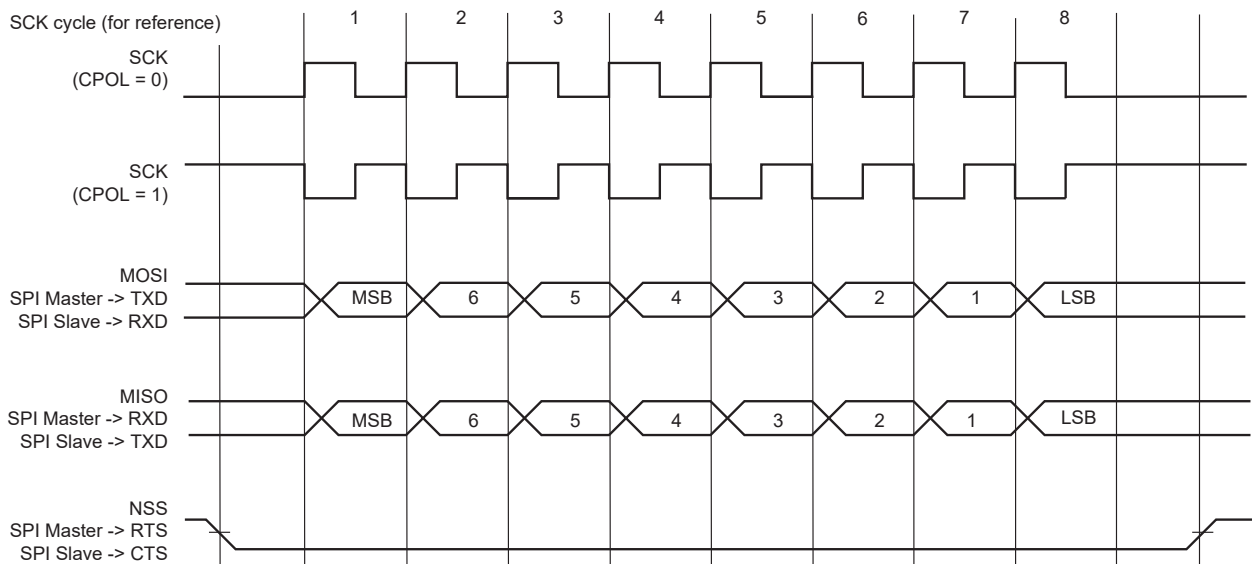 SCK cycle (for reference)
1 2 3 4 5 6 7 8
SCK
(CPOL = 0)
SCK
(CPOL = 1)
MOSI
SPI Master -> TXD
SPI Slave -> RXD
MSB 6 5 4 3 2 1 LSB
MISO
SPI Master -> RXD
SPI Slave -> TXD
MSB 6 5 4 3 2 1 LSB
NSS
SPI Master -> RTS
SPI Slave -> CTS